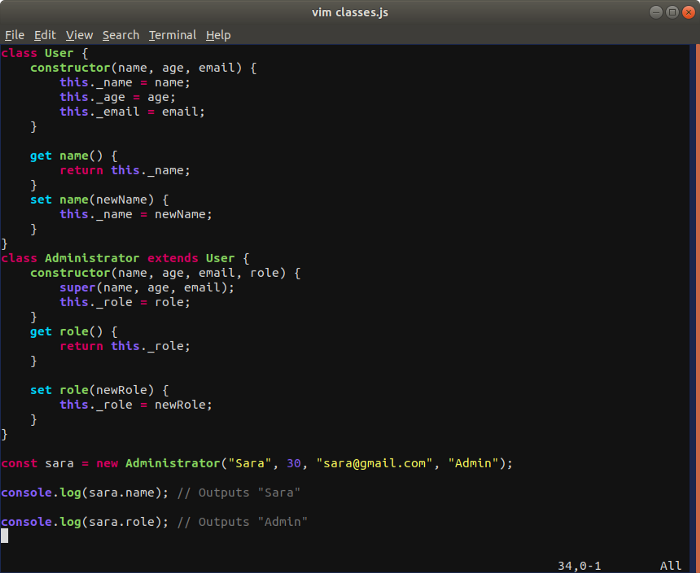 vim classes.js
File Edit View Search Terminal Help
class User {
    constructor(name, age, email) {
        this._name = name;
        this._age = age;
        this._email = email;
    }

    get name() {
        return this._name;
    }
    set name(newName) {
        this._name = newName;
    }
}
class Administrator extends User {
    constructor(name, age, email, role) {
        super(name, age, email);
        this._role = role;
    }
    get role() {
        return this._role;
    }

    set role(newRole) {
        this._role = newRole;
    }
}

const sara = new Administrator("Sara", 30, "sara@gmail.com", "Admin");

console.log(sara.name); // Outputs "Sara"

console.log(sara.role); // Outputs "Admin"
34,0-1 All